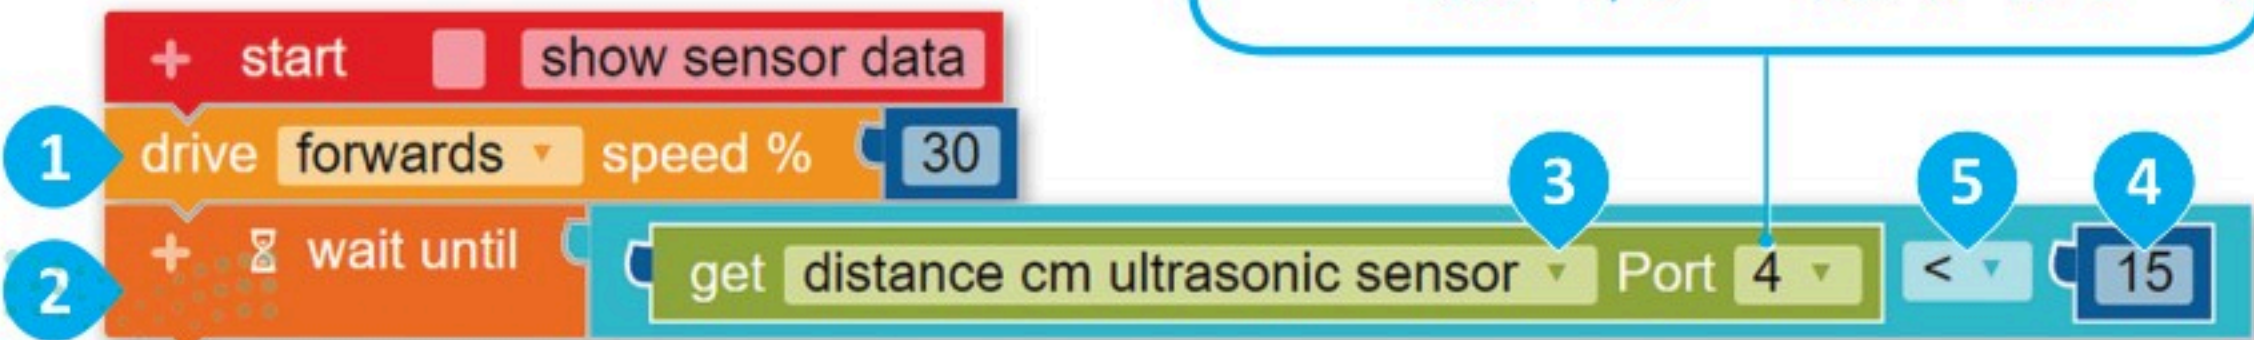 + start show sensor data
1 drive forwards speed % 30
3 5 4
2 + wait until get distance cm ultrasonic sensor Port 4 < 15